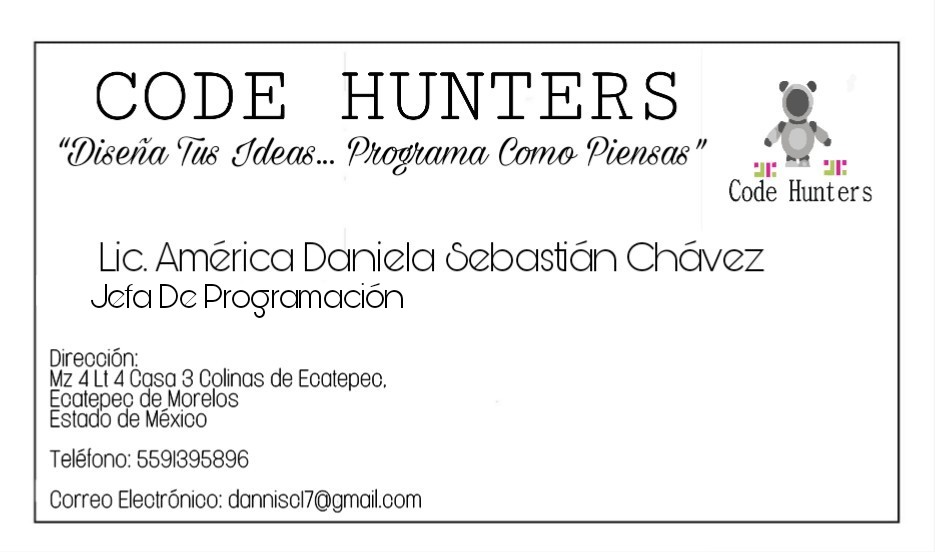 CODE HUNTERS
“Diseña Tus Ideas... Programa Como Piensas”
Code Hunters
Lic. América Daniela Sebastián Chávez
Jefa De Programación
Dirección:
Mz 4 Lt 4 Casa 3 Colinas de Ecatepec,
Ecatepec de Morelos
Estado de México
Teléfono: 5591395896
Correo Electrónico: dannisc17@gmail.com